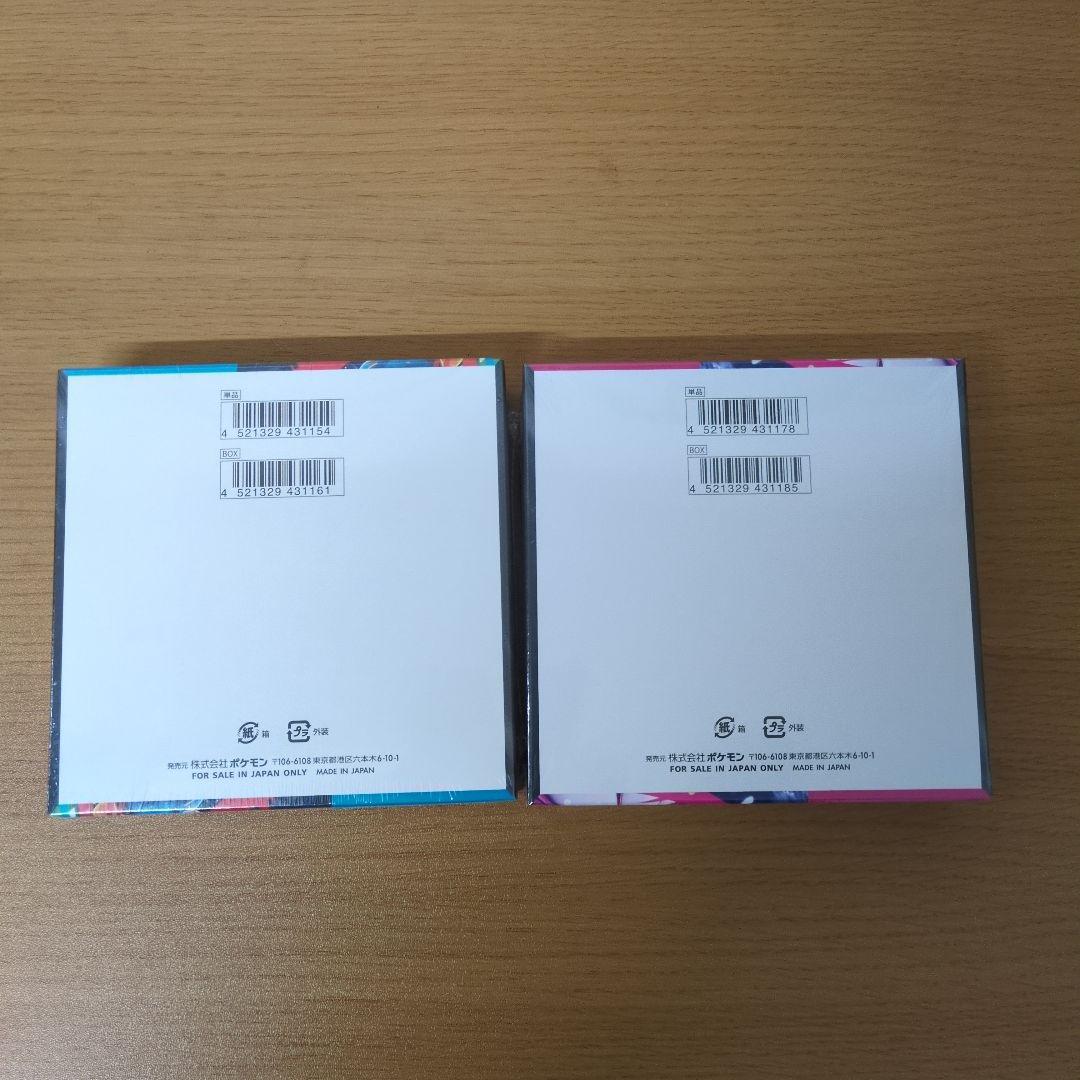 単品
4 521329 431154
BOX
4 521329 431161
紙 箱 プラ 外装
発売元 株式会社ポケモン 〒106-6108 東京都港区六本木6-10-1
FOR SALE IN JAPAN ONLY MADE IN JAPAN
単品
4 521329 431178
BOX
4 521329 431185
紙 箱 プラ 外装
発売元 株式会社ポケモン 〒106-6108 東京都港区六本木6-10-1
FOR SALE IN JAPAN ONLY MADE IN JAPAN